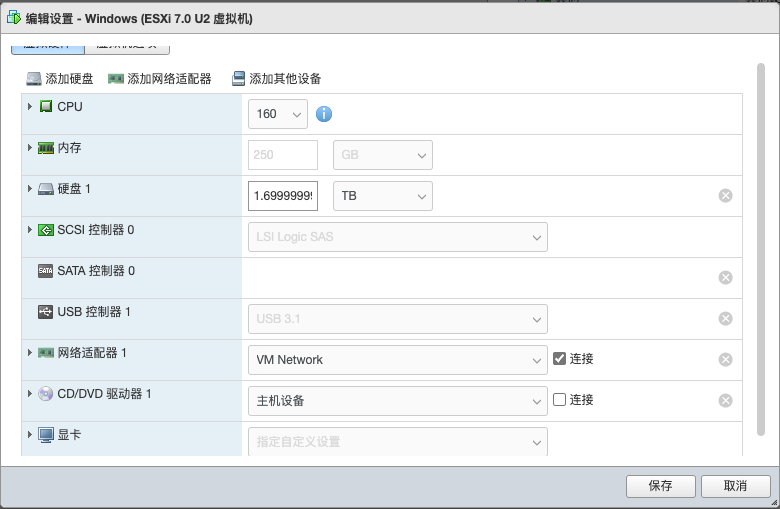 编辑设置 - Windows (ESXi 7.0 U2 虚拟机)
添加硬盘 添加网络适配器 添加其他设备
CPU 160
内存 250 GB
硬盘 1 1.69999999 TB
SCSI 控制器 0 LSI Logic SAS
SATA SATA 控制器 0
USB 控制器 1 USB 3.1
网络适配器 1 VM Network 连接
CD/DVD 驱动器 1 主机设备 连接
显卡 指定自定义设置
保存 取消